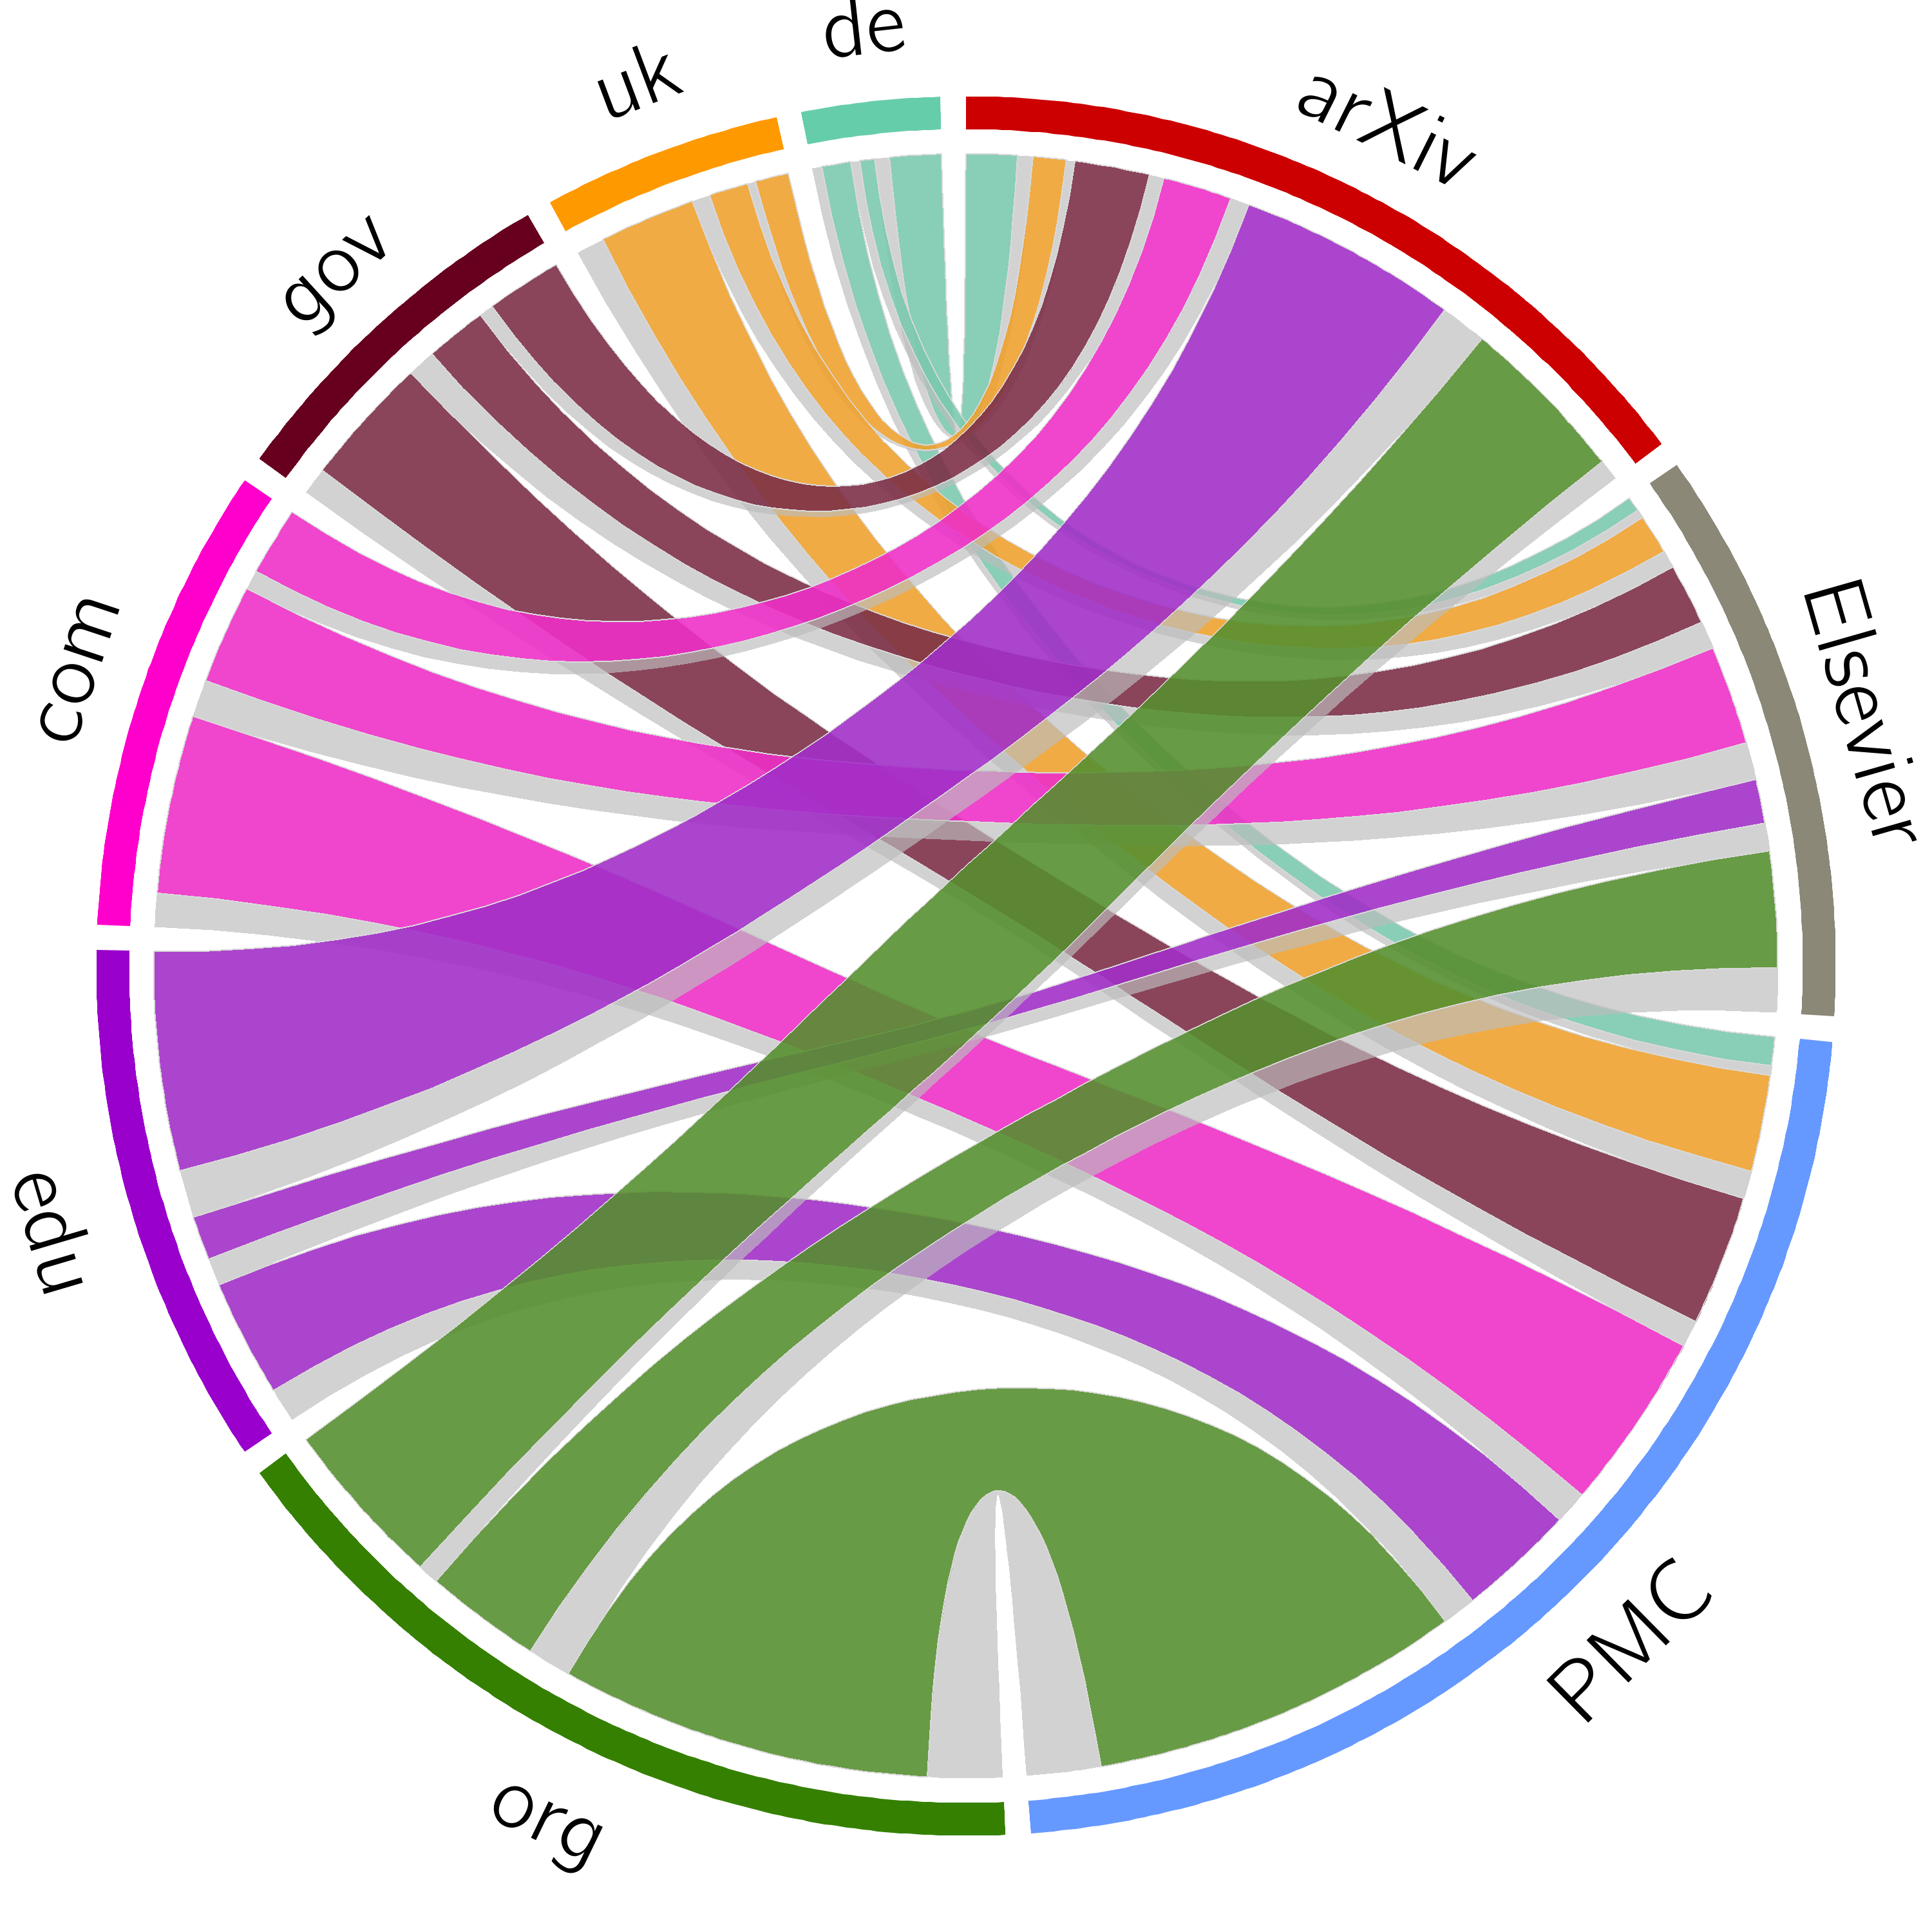 de
uk
arXiv
gov
com
Elsevier
edu
PMC
org